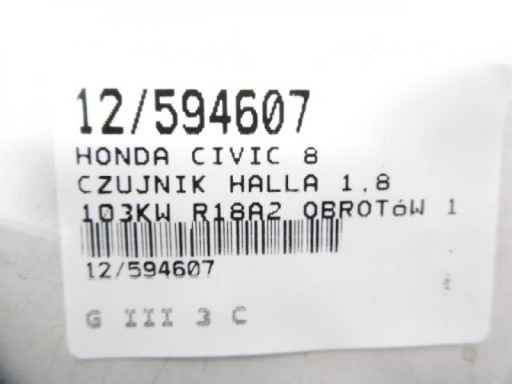 12/594607
HONDA CIVIC 8
CZUJNIK HALLA 1.8
103KW R18A2 OBROTóW 1
12/594607
G III 3 C